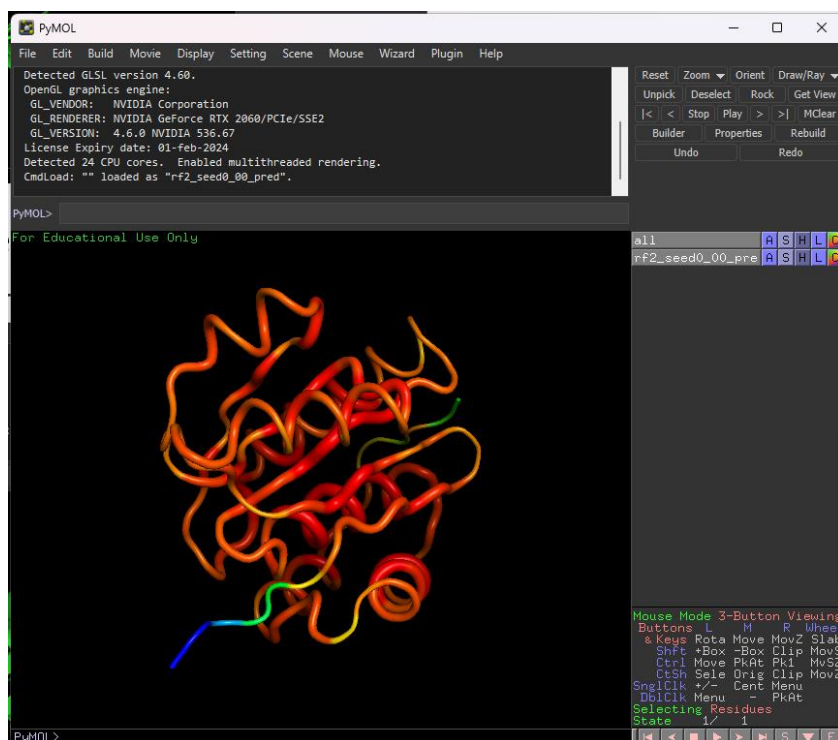 PyMOL
File Edit Build Movie Display Setting Scene Mouse Wizard Plugin Help
Detected GLSL version 4.60.
OpenGL graphics engine:
GL_VENDOR: NVIDIA Corporation
GL_RENDERER: NVIDIA GeForce RTX 2060/PCIe/SSE2
GL_VERSION: 4.6.0 NVIDIA 536.67
License Expiry date: 01-feb-2024
Detected 24 CPU cores. Enabled multithreaded rendering.
CmdLoad: "" loaded as "rf2_seed0_00_pred".
Reset Zoom Orient Draw/Ray
Unpick Deselect Rock Get View
|< < Stop Play > >| MClear
Builder Properties Rebuild
Undo Redo
PyMOL>
For Educational Use Only
all A S H L C
rf2_seed0_00_pre A S H L C
Mouse Mode 3-Button Viewing
Buttons L M R Whee
& Keys Rota Move MovZ Slab
Shft +Box -Box Clip MovS
Ctrl Move PkAt Pk1 MvSZ
CtSh Sele Orig Clip MovZ
SnglClk +/- Cent Menu
DblClk Menu - PkAt
Selecting Residues
State 1/ 1
PyMOL>
S F